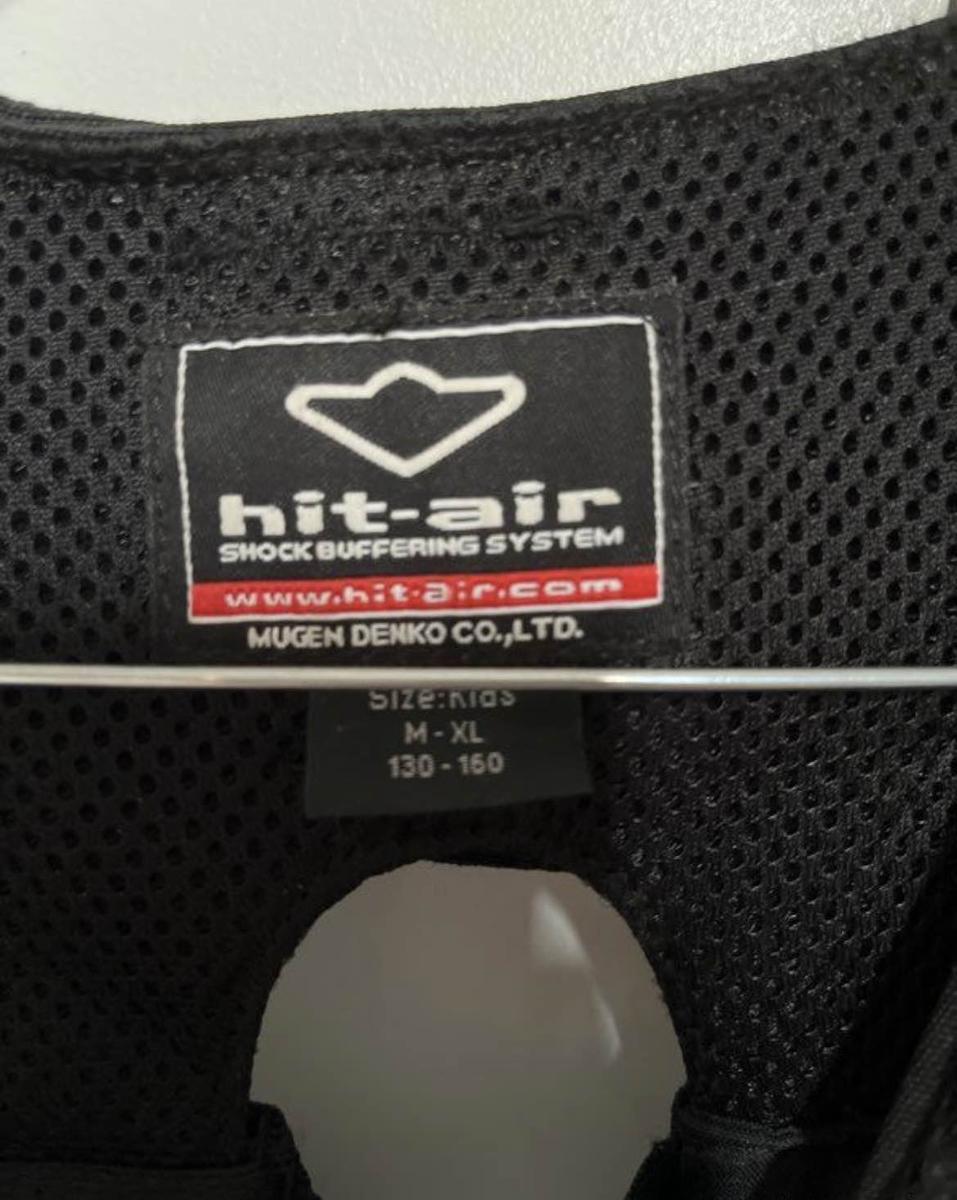 hit-air
SHOCK BUFFERING SYSTEM
www.hit-air.com
MUGEN DENKO CO.,LTD.
Size:Kids
M - XL
130 - 160